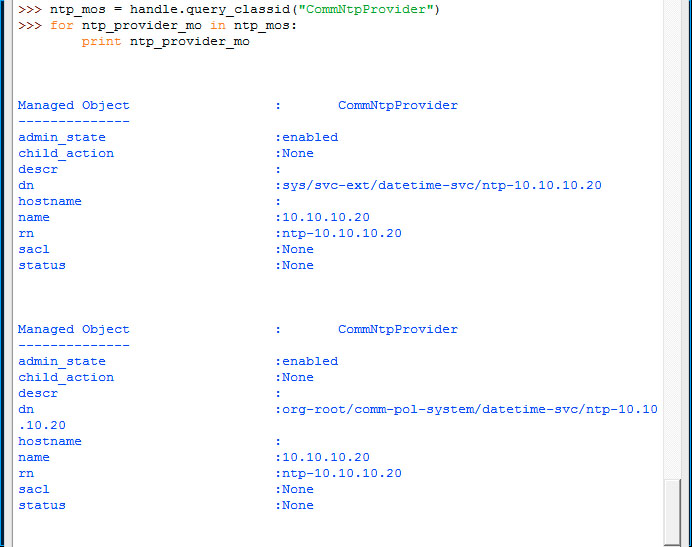 >>> ntp_mos = handle.query_classid("CommNtpProvider")
>>> for ntp_provider_mo in ntp_mos:
        print ntp_provider_mo
Managed Object                  :       CommNtpProvider
--------------
admin_state                     :enabled
child_action                    :None
descr                           :
dn                              :sys/svc-ext/datetime-svc/ntp-10.10.10.20
hostname                        :
name                            :10.10.10.20
rn                              :ntp-10.10.10.20
sacl                            :None
status                          :None
Managed Object                  :       CommNtpProvider
--------------
admin_state                     :enabled
child_action                    :None
descr                           :
dn                              :org-root/comm-pol-system/datetime-svc/ntp-10.10
.10.20
hostname                        :
name                            :10.10.10.20
rn                              :ntp-10.10.10.20
sacl                            :None
status                          :None